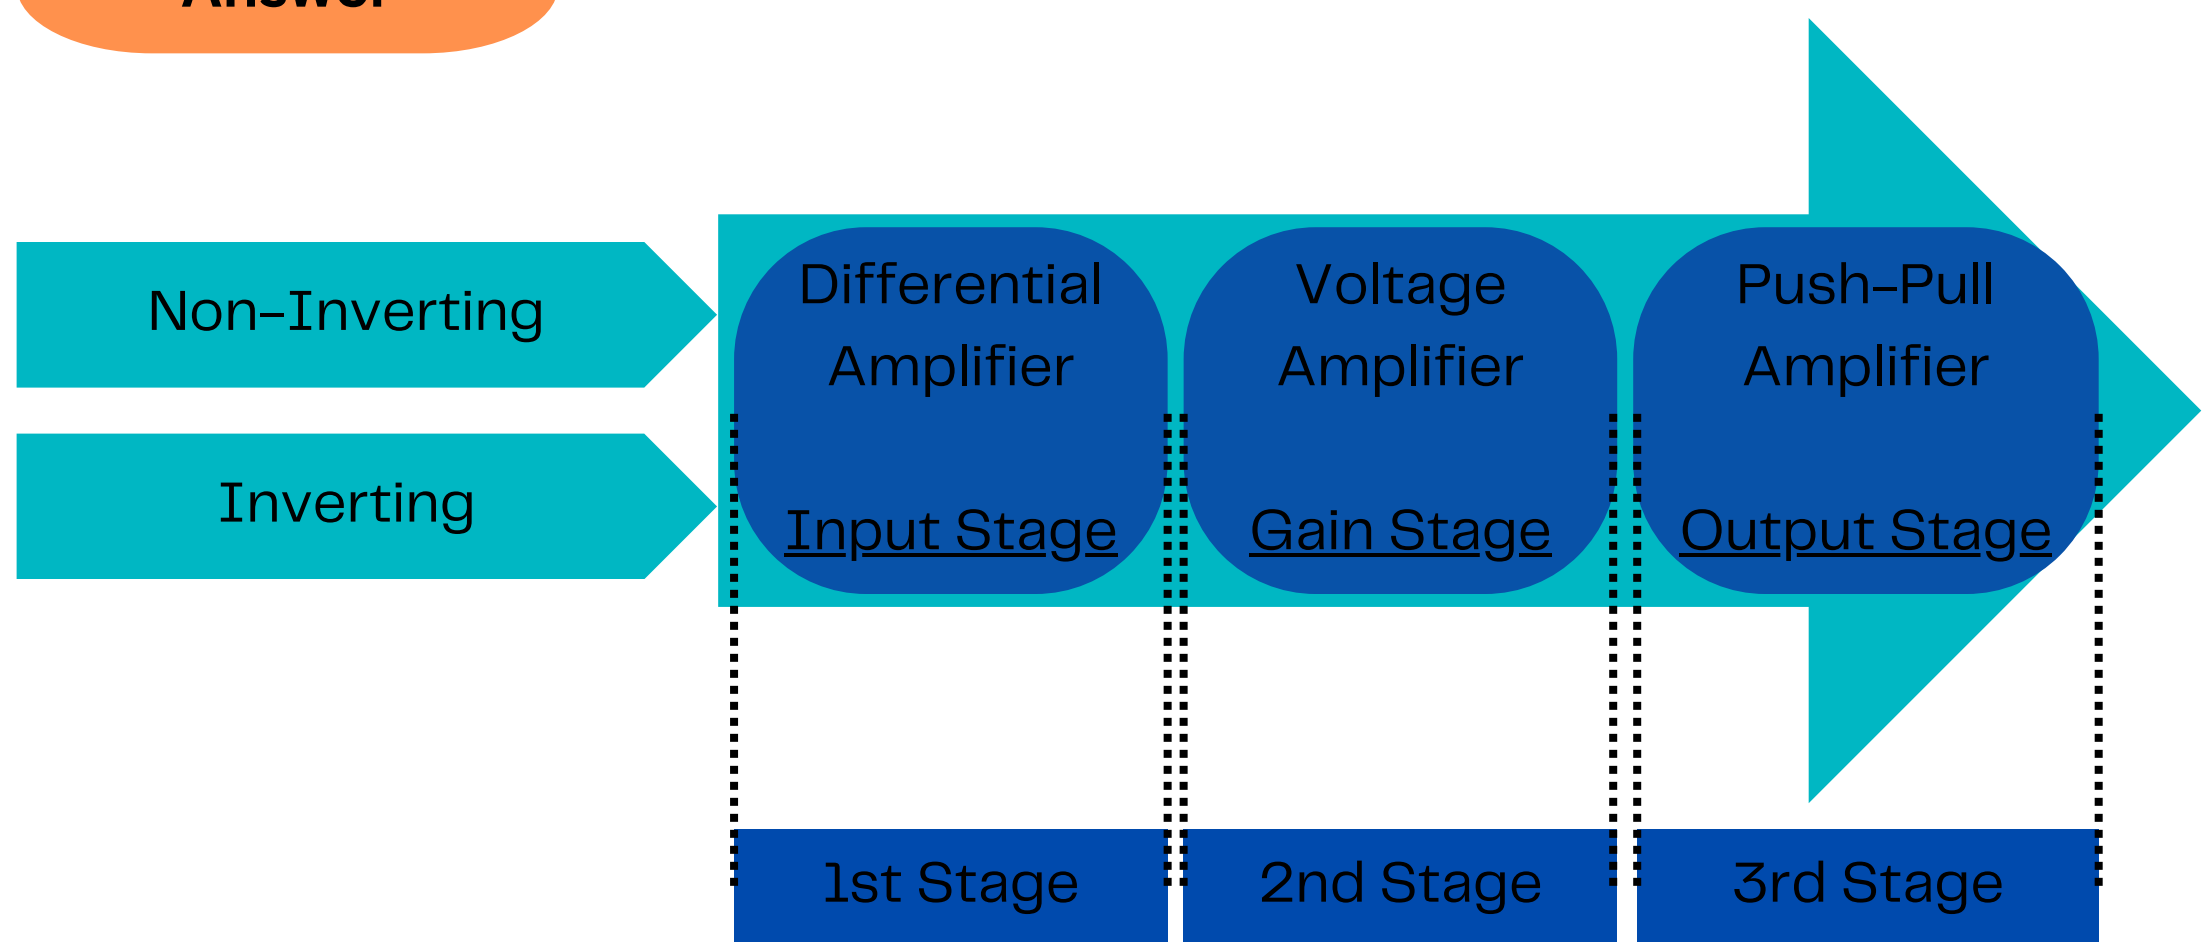 Answer
Non-Inverting
Inverting
Differential
Amplifier
Input Stage
Voltage
Amplifier
Gain Stage
Push-Pull
Amplifier
Output Stage
1st Stage
2nd Stage
3rd Stage